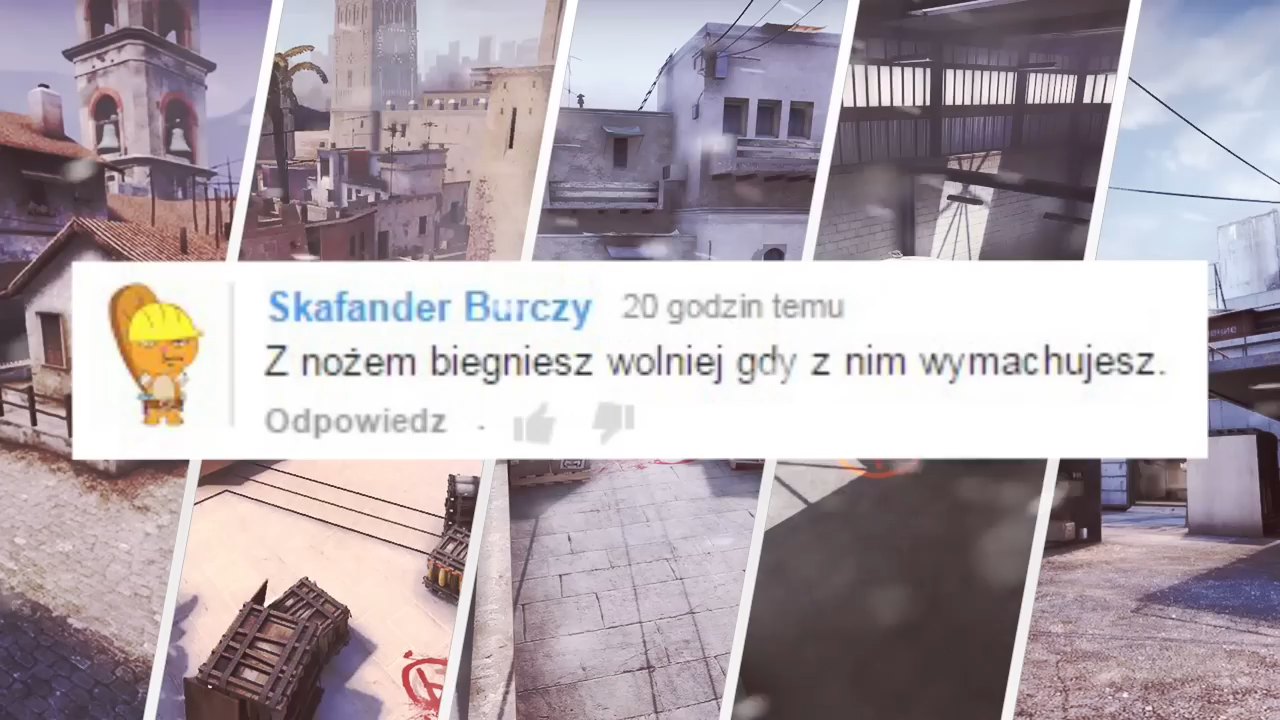 Skafander Burczy 20 godzin temu
Z nożem biegniesz wolniej gdy z nim wymachujesz.
Odpowiedz ·